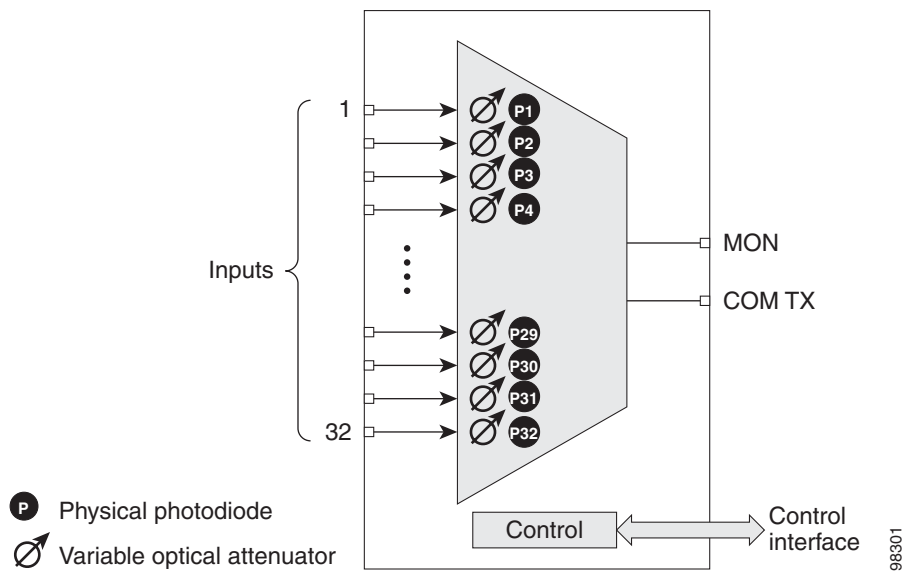 1
P1
P2
P3
P4
MON
Inputs
COM TX
P29
P30
P31
32
P32
P
Physical photodiode
Control
Control
interface
Variable optical attenuator
98301